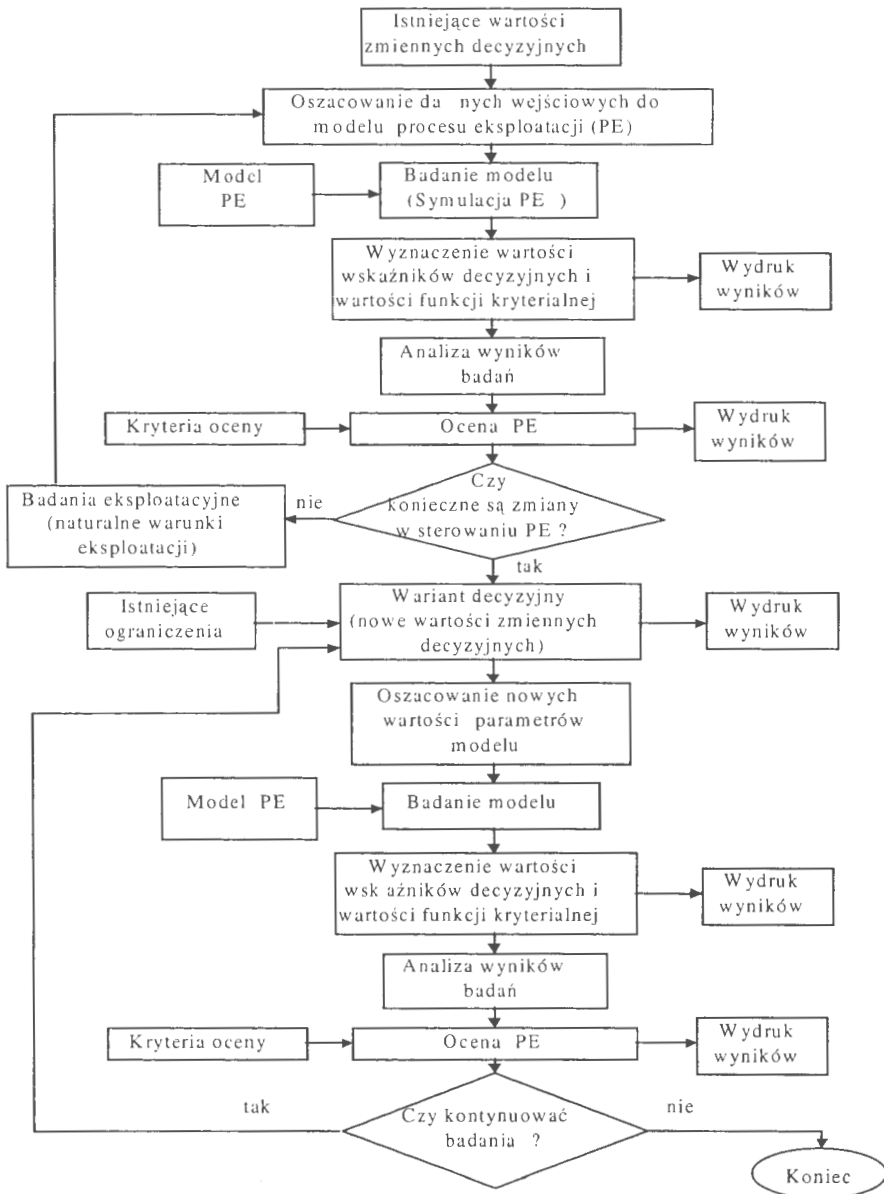 Istniejące wartości
zmiennych decyzyjnych
Oszacowanie da nych wejściowych do
modelu procesu eksploatacji (PE)
Model
PE
Badanie modelu
(Symulacja PE )
Wyznaczenie wartości
wskaźników decyzyjnych i
wartości funkcji kryterialnej
Wydruk
wyników
Analiza wyników
badań
Kryteria oceny
Ocena PE
Wydruk
wyników
Badania eksploatacyjne
(naturalne warunki
eksploatacji)
nie
Czy
konieczne są zmiany
w sterowaniu PE ?
tak
Istniejące
ograniczenia
Wariant decyzyjny
(nowe wartości zmiennych
decyzyjnych)
Wydruk
wyników
Oszacowanie nowych
wartości parametrów
modelu
Model PE
Badanie modelu
Wyznaczenie wartości
wsk aźników decyzyjnych i
wartości funkcji kryterialnej
Wydruk
wyników
Analiza wyników
badań
Kryteria oceny
Ocena PE
Wydruk
wyników
tak
Czy kontynuować
badania ?
nie
Koniec